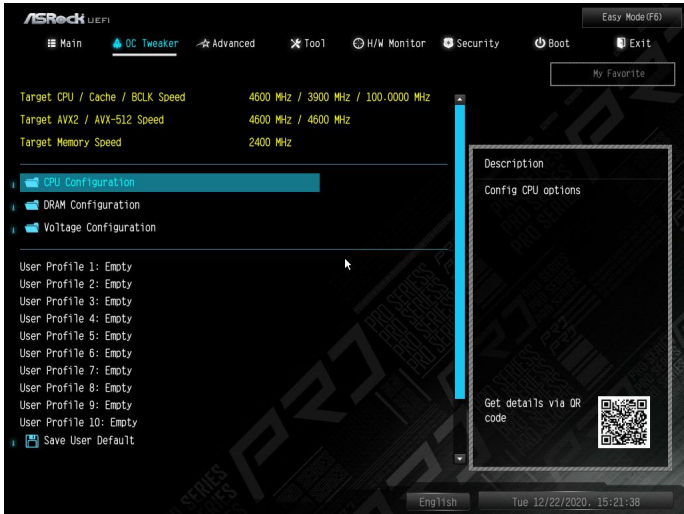 ASRock UEFI
Easy Mode(F6)
Main OC Tweaker Advanced Tool H/W Monitor Security Boot Exit
My Favorite
Target CPU / Cache / BCLK Speed 4600 MHz / 3900 MHz / 100.0000 MHz
Target AVX2 / AVX-512 Speed 4600 MHz / 4600 MHz
Target Memory Speed 2400 MHz
CPU Configuration
DRAM Configuration
Voltage Configuration
User Profile 1: Empty
User Profile 2: Empty
User Profile 3: Empty
User Profile 4: Empty
User Profile 5: Empty
User Profile 6: Empty
User Profile 7: Empty
User Profile 8: Empty
User Profile 9: Empty
User Profile 10: Empty
Save User Default
Description
Config CPU options
Get details via QR
code
PRO SERIES
English
Tue 12/22/2020. 15:21:38